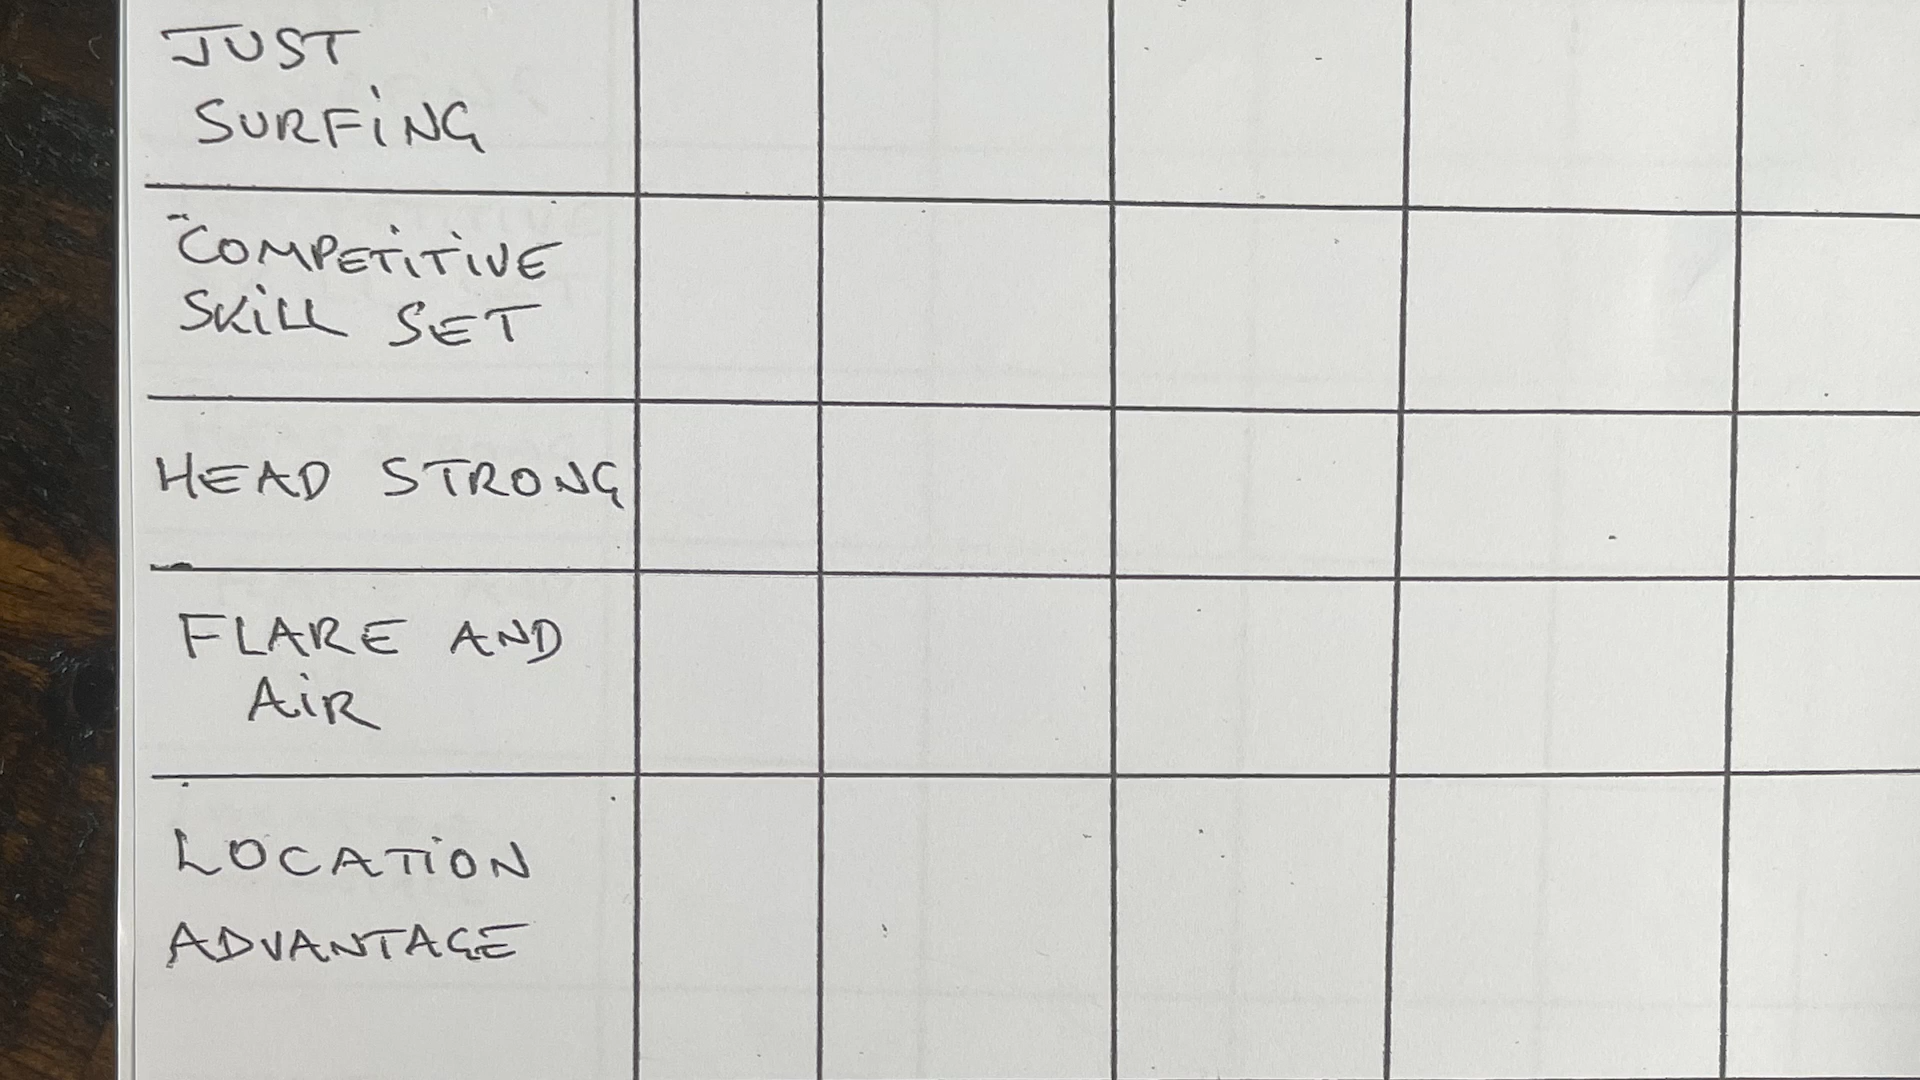 JUST
SURFING
COMPETITIVE
SKILL SET
HEAD STRONG
FLARE AND
AIR
LOCATION
ADVANTAGE